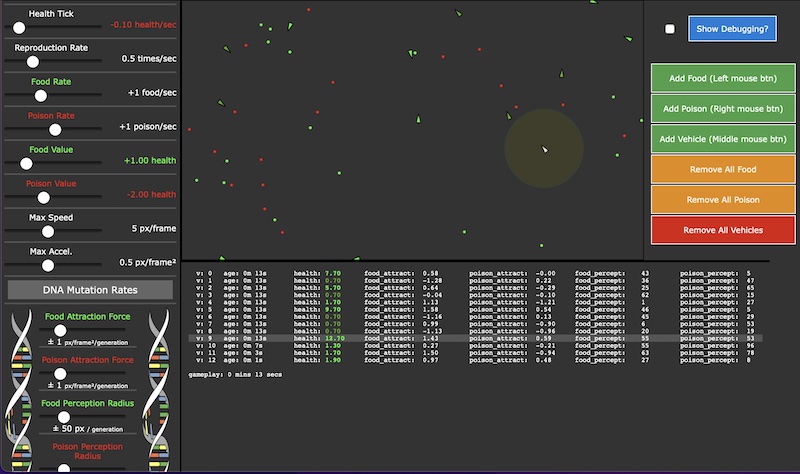 Health Tick
-0.10 health/sec
Reproduction Rate
0.5 times/sec
Food Rate
+1 food/sec
Poison Rate
+1 poison/sec
Food Value
+1.00 health
Poison Value
-2.00 health
Max Speed
5 px/frame
Max Accel.
0.5 px/frame²
DNA Mutation Rates
Food Attraction Force
± 1 px/frame²/generation
Poison Attraction Force
± 1 px/frame²/generation
Food Perception Radius
± 50 px / generation
Poison Perception
Radius
Show Debugging?
Add Food (Left mouse btn)
Add Poison (Right mouse btn)
Add Vehicle (Middle mouse btn)
Remove All Food
Remove All Poison
Remove All Vehicles
v: 0 age: 0m 13s health: 7.70 food_attract: 0.58 poison_attract: -0.00 food_percept: 43 poison_percept: 5
v: 1 age: 0m 13s health: 0.70 food_attract: -1.28 poison_attract: 0.22 food_percept: 36 poison_percept: 47
v: 2 age: 0m 13s health: 5.70 food_attract: 0.64 poison_attract: -0.29 food_percept: 25 poison_percept: 65
v: 3 age: 0m 13s health: 0.70 food_attract: -0.04 poison_attract: -0.10 food_percept: 62 poison_percept: 15
v: 4 age: 0m 13s health: 1.70 food_attract: 1.13 poison_attract: -1.21 food_percept: 1 poison_percept: 27
v: 5 age: 0m 13s health: 9.70 food_attract: 1.58 poison_attract: 0.54 food_percept: 46 poison_percept: 5
v: 6 age: 0m 13s health: 0.70 food_attract: -1.16 poison_attract: 0.13 food_percept: 45 poison_percept: 29
v: 7 age: 0m 13s health: 0.70 food_attract: 0.99 poison_attract: -0.90 food_percept: 6 poison_percept: 53
v: 8 age: 0m 13s health: 0.70 food_attract: -1.13 poison_attract: -0.96 food_percept: 20 poison_percept: 19
v: 9 age: 0m 13s health: 12.70 food_attract: 1.43 poison_attract: 0.59 food_percept: 55 poison_percept: 53
v: 10 age: 0m 7s health: 1.30 food_attract: 0.27 poison_attract: -0.21 food_percept: 55 poison_percept: 96
v: 11 age: 0m 3s health: 1.70 food_attract: 1.50 poison_attract: -0.94 food_percept: 63 poison_percept: 78
v: 12 age: 0m 1s health: 1.90 food_attract: 0.97 poison_attract: 0.48 food_percept: 27 poison_percept: 8
gameplay: 0 mins 13 secs